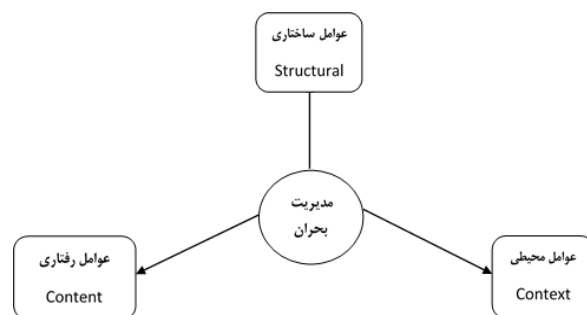 عوامل ساختاری
Structural
مدیریت
بحران
عوامل محیطی
Context
عوامل رفتاری
Content